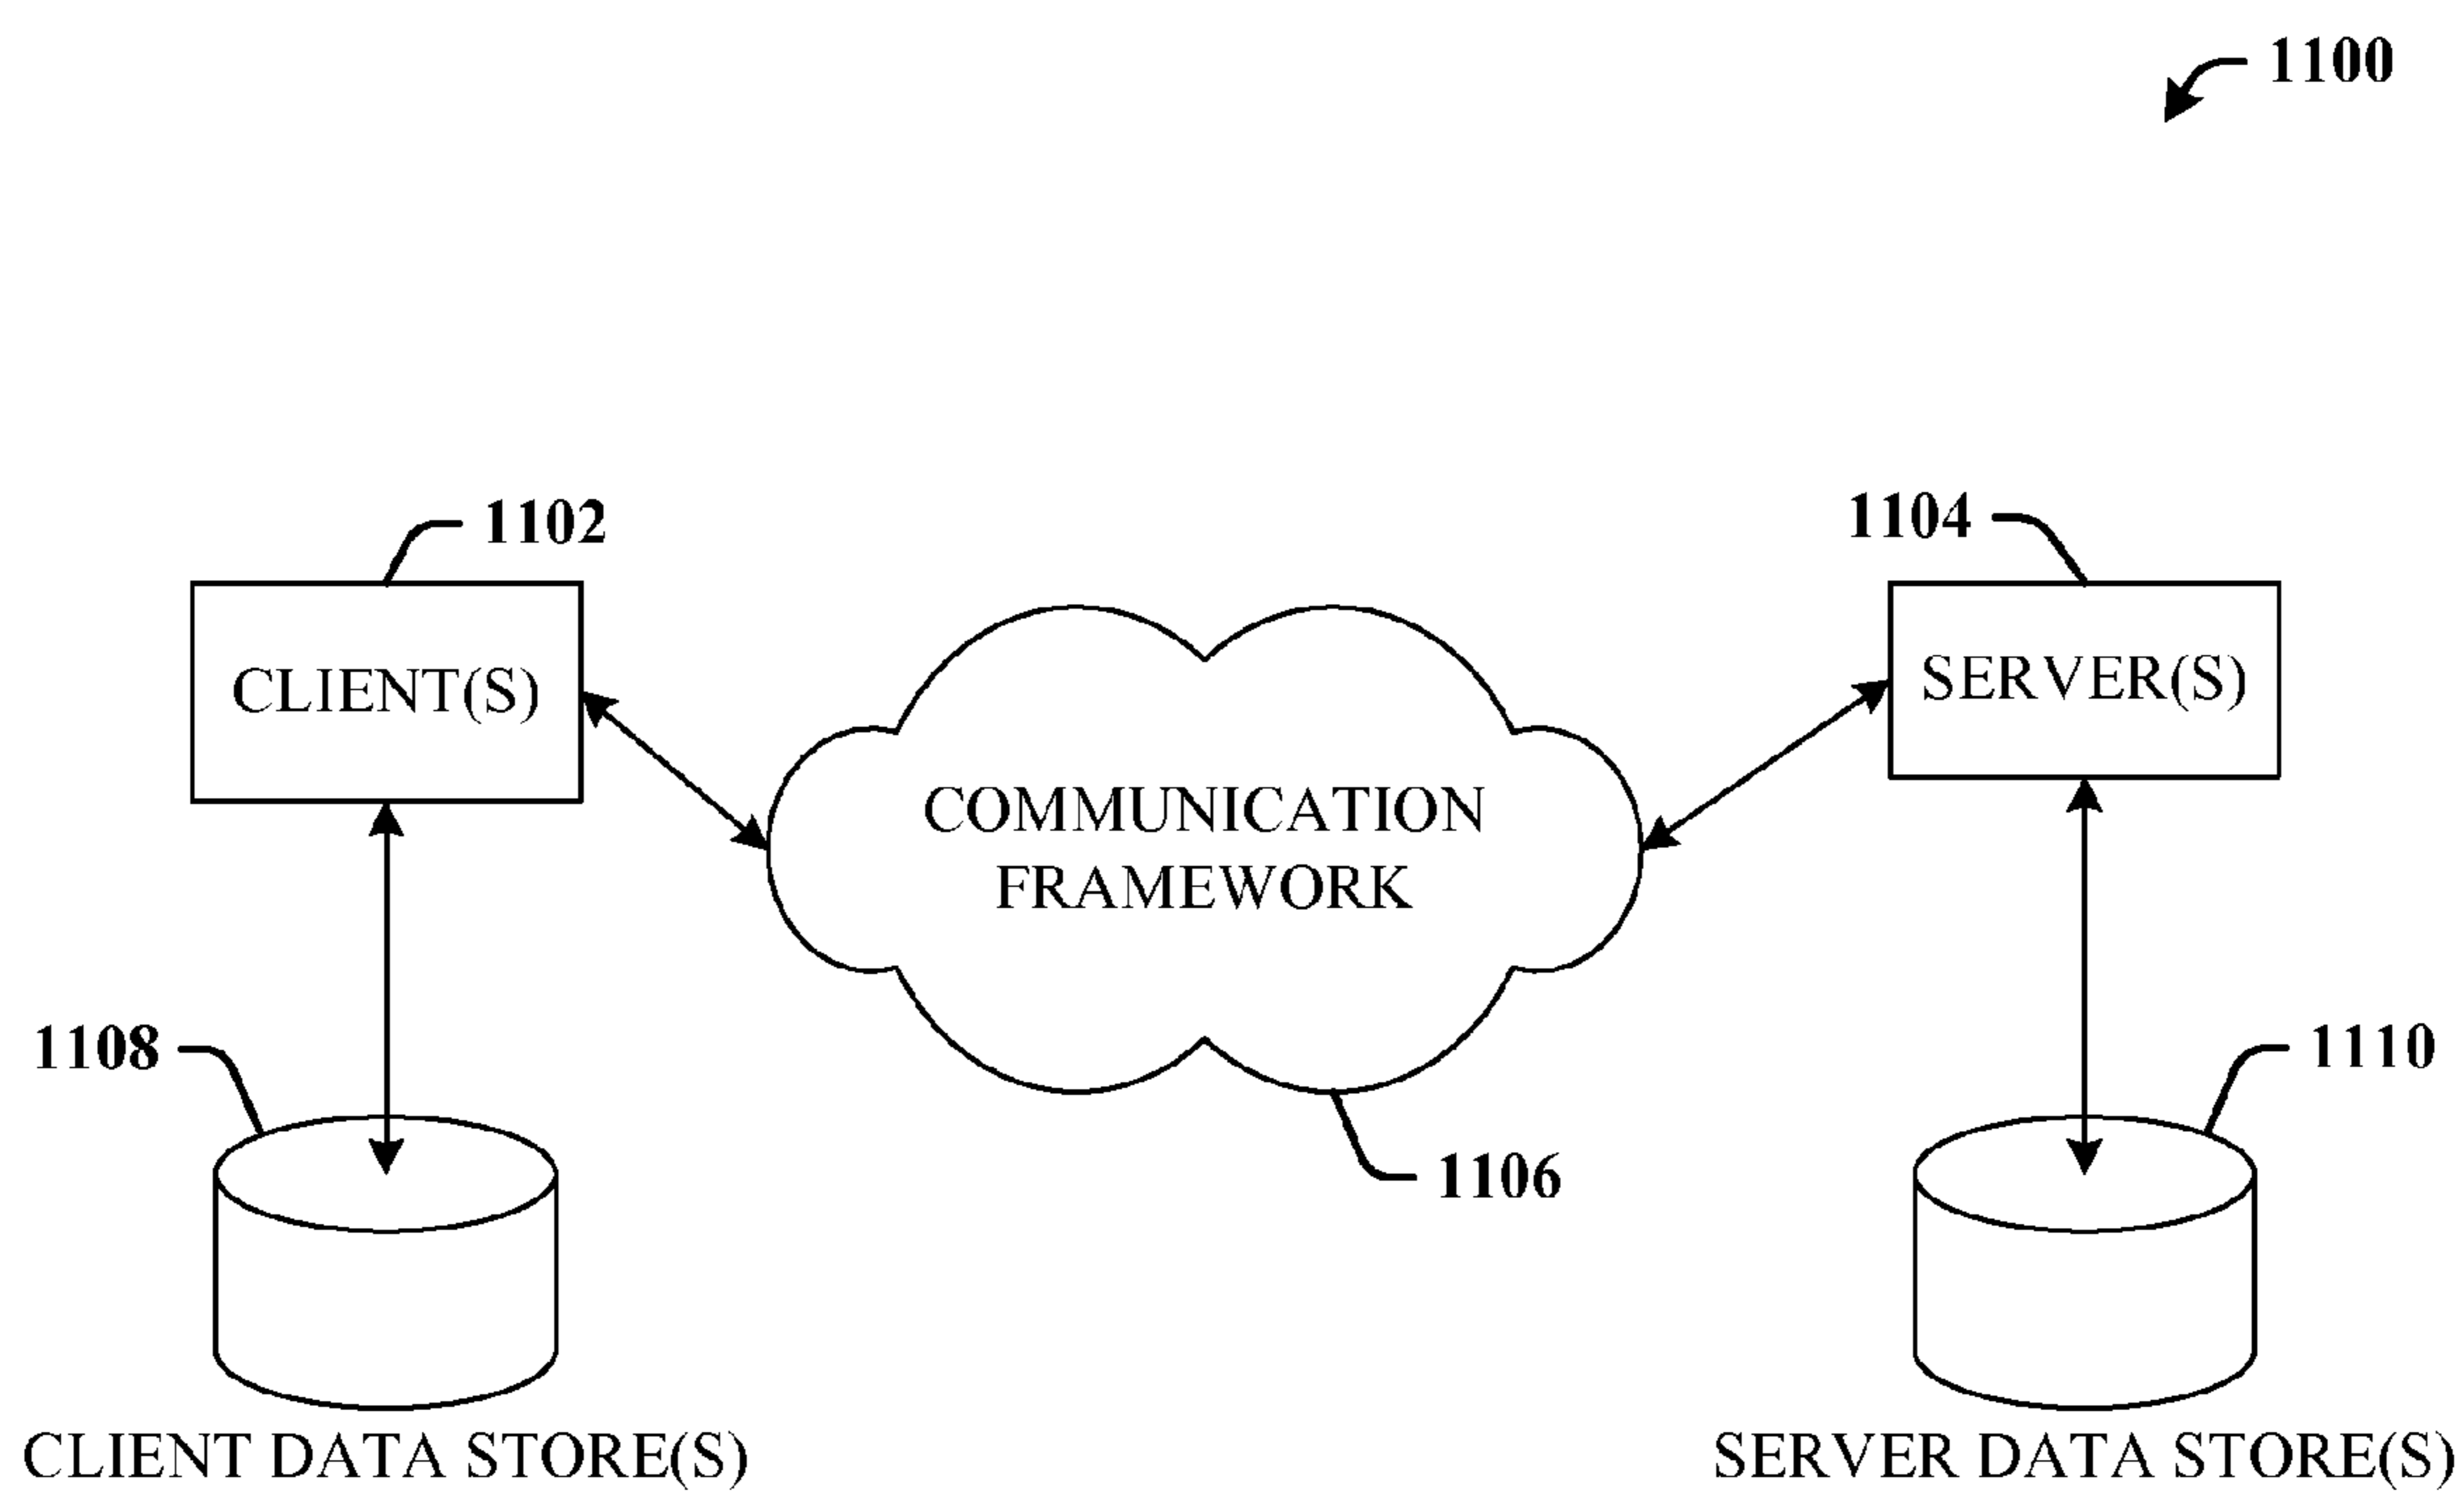 1100
1102
1104
CLIENT(S)
SERVER(S)
COMMUNICATION
FRAMEWORK
1108
1110
1106
CLIENT DATA STORE(S)
SERVER DATA STORE(S)